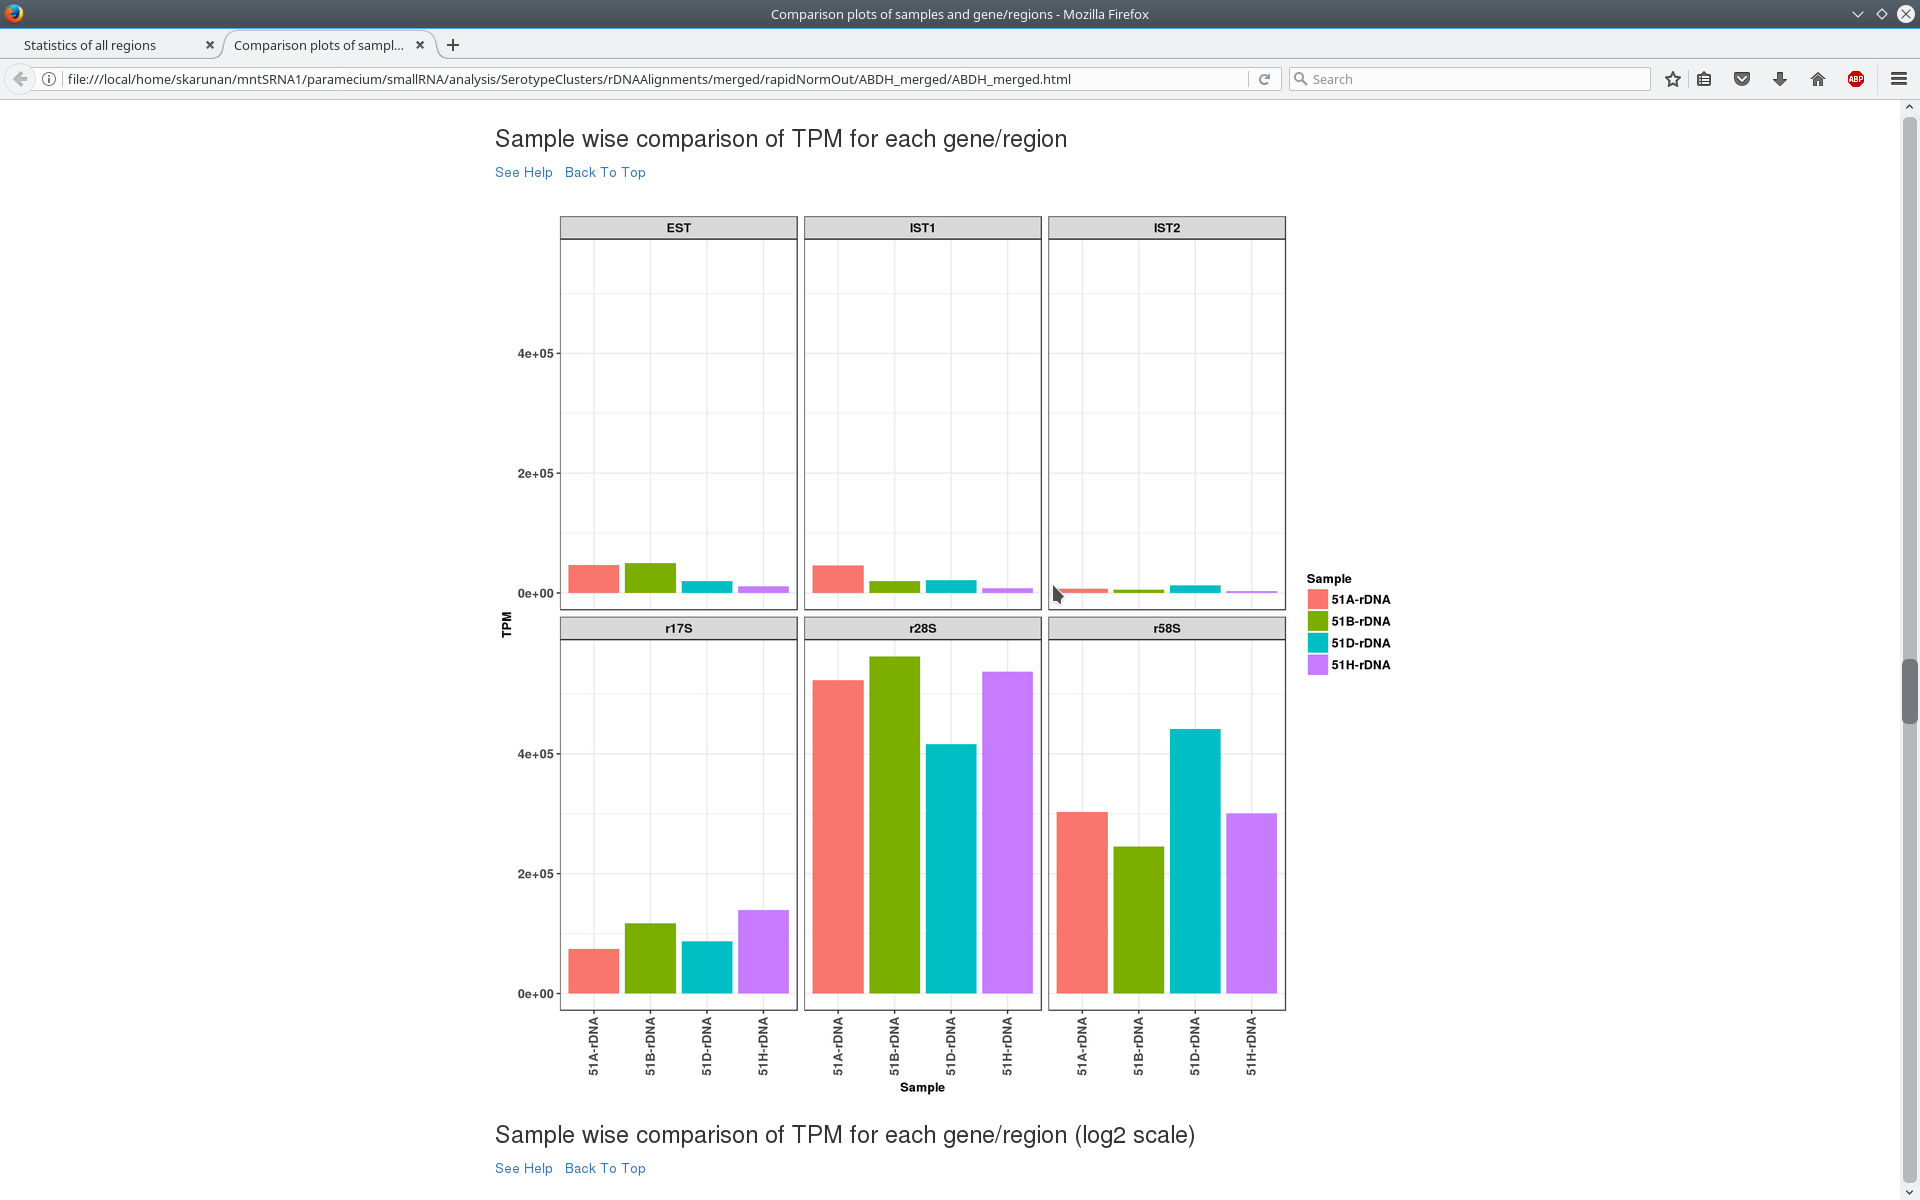 Comparison plots of samples and gene/regions - Mozilla Firefox
Statistics of all regions
Comparison plots of sampl...
file:///local/home/skarunan/mntSRNA1/paramecium/smallRNA/analysis/SerotypeClusters/rDNAAlignments/merged/rapidNormOut/ABDH_merged/ABDH_merged.html
Search
ABP
Sample wise comparison of TPM for each gene/region
See Help Back To Top
EST IST1 IST2
4e+05
2e+05
0e+00
TPM
r17S r28S r58S
4e+05
2e+05
0e+00
51A-rDNA 51B-rDNA 51D-rDNA 51H-rDNA 51A-rDNA 51B-rDNA 51D-rDNA 51H-rDNA 51A-rDNA 51B-rDNA 51D-rDNA 51H-rDNA
Sample
Sample
51A-rDNA
51B-rDNA
51D-rDNA
51H-rDNA
Sample wise comparison of TPM for each gene/region (log2 scale)
See Help Back To Top